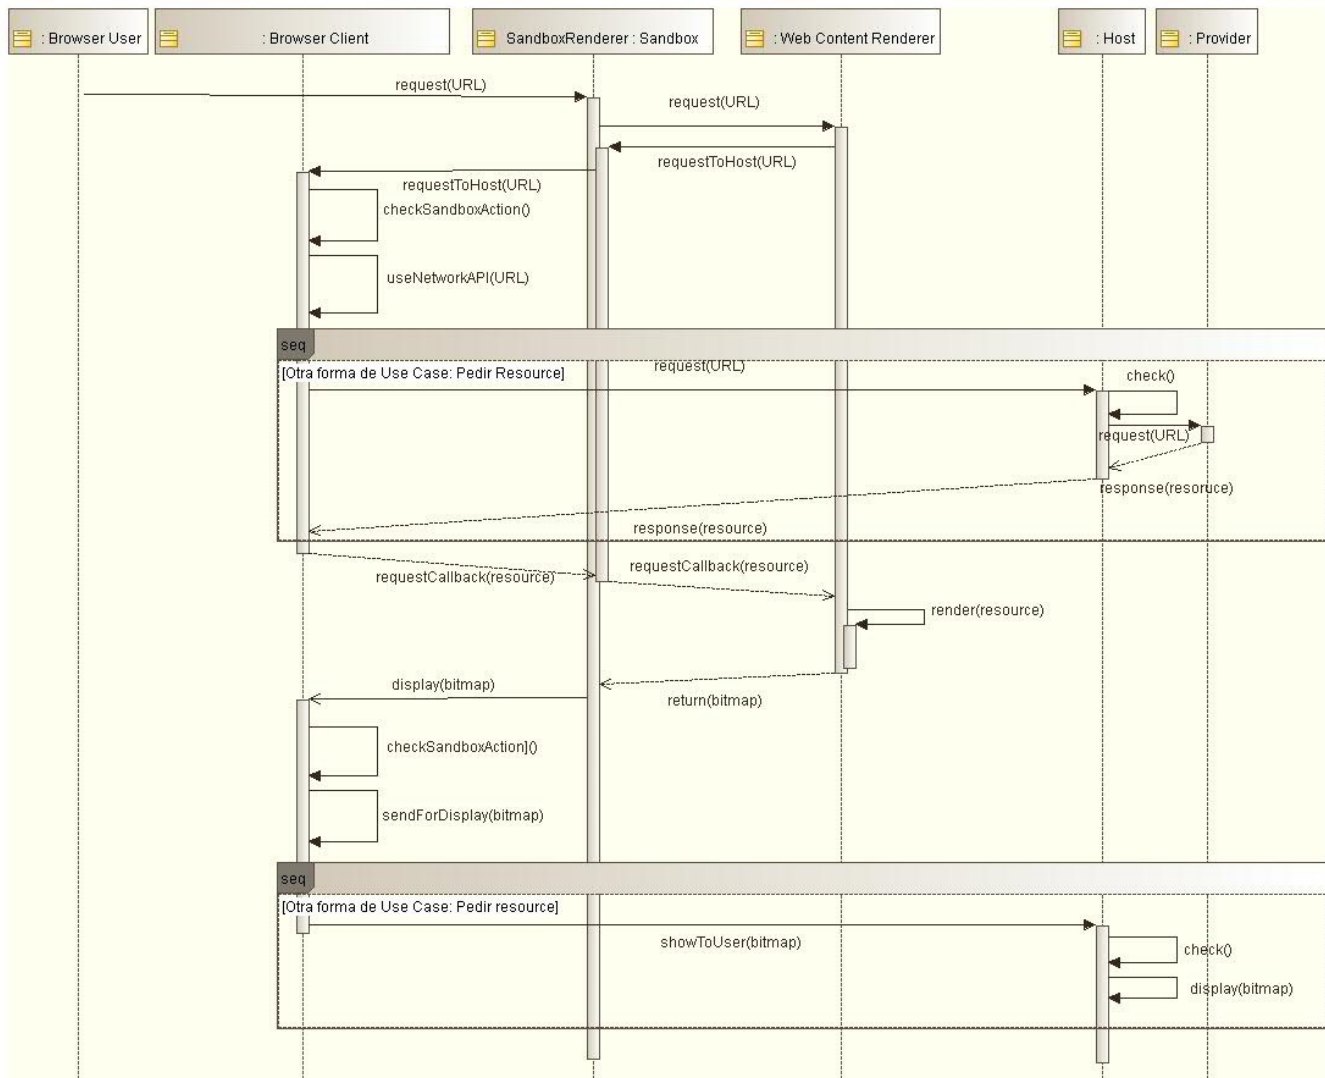 : Browser User
: Browser Client
SandboxRenderer : Sandbox
: Web Content Renderer
: Host
: Provider
request(URL)
request(URL)
requestToHost(URL)
requestToHost(URL)
checkSandboxAction()
useNetworkAPI(URL)
seq
[Otra forma de Use Case: Pedir Resource]
request(URL)
check()
request(URL)
response(resoruce)
response(resource)
requestCallback(resource)
requestCallback(resource)
render(resource)
return(bitmap)
display(bitmap)
checkSandboxAction]()
sendForDisplay(bitmap)
seq
[Otra forma de Use Case: Pedir resource]
showToUser(bitmap)
check()
display(bitmap)